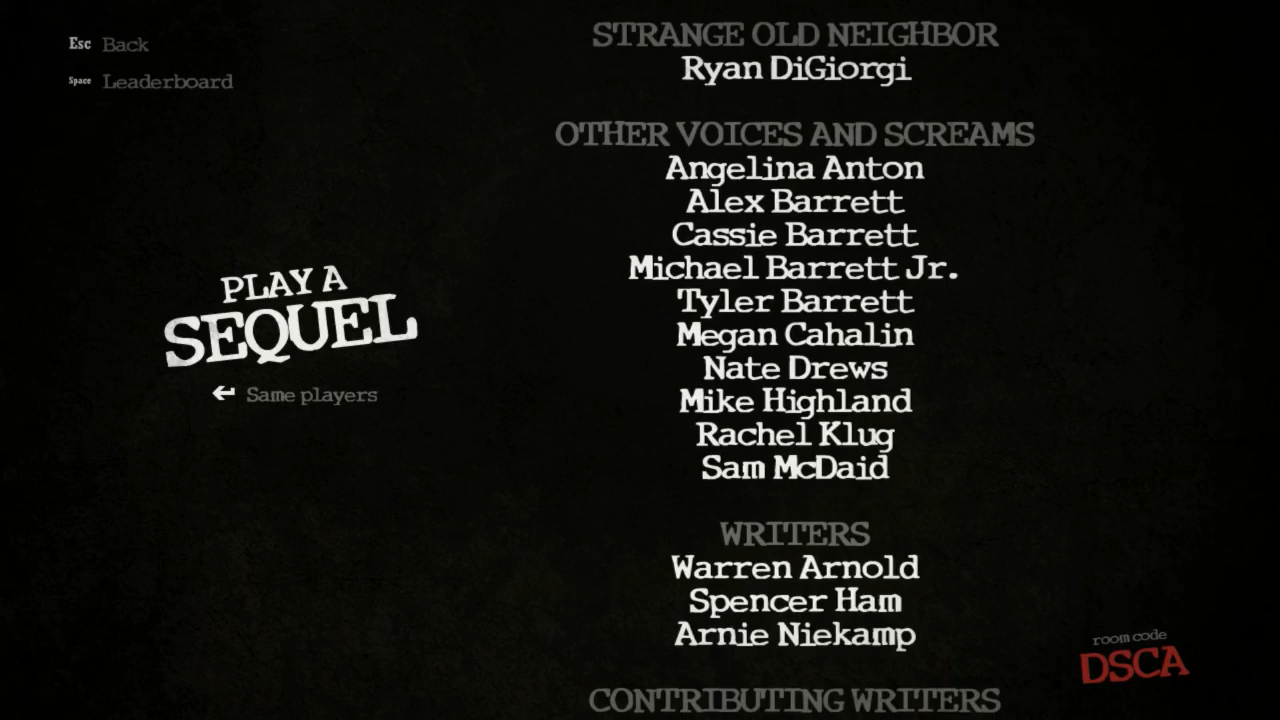 Esc Back
Space Leaderboard
PLAY A
SEQUEL
Same players
STRANGE OLD NEIGHBOR
Ryan DiGiorgi
OTHER VOICES AND SCREAMS
Angelina Anton
Alex Barrett
Cassie Barrett
Michael Barrett Jr.
Tyler Barrett
Megan Cahalin
Nate Drews
Mike Highland
Rachel Klug
Sam McDaid
WRITERS
Warren Arnold
Spencer Ham
Arnie Niekamp
CONTRIBUTING WRITERS
room code
DSCA